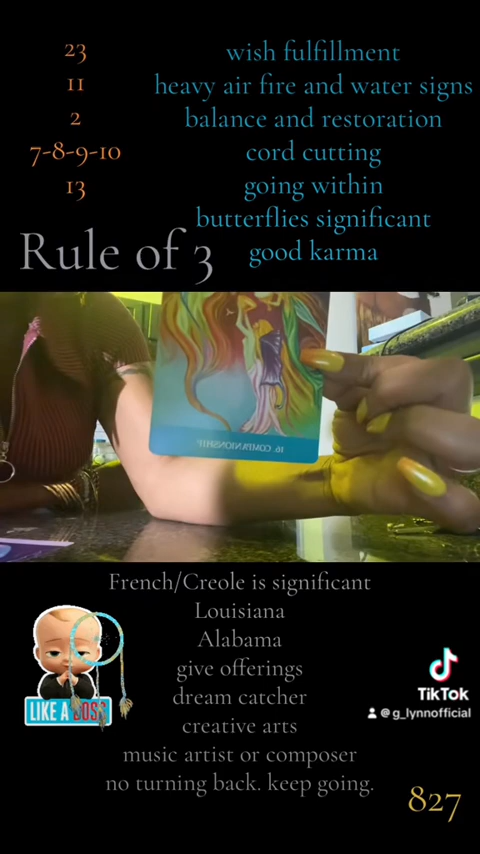 23
11
2
7-8-9-10
13
wish fulfillment
heavy air fire and water signs
balance and restoration
cord cutting
going within
butterflies significant
good karma
Rule of 3
16. COMPANIONSHIP
French/Creole is significant
Louisiana
Alabama
give offerings
dream catcher
creative arts
music artist or composer
no turning back. keep going.
LIKE A BOSS
TikTok
@g_lynnofficial
827